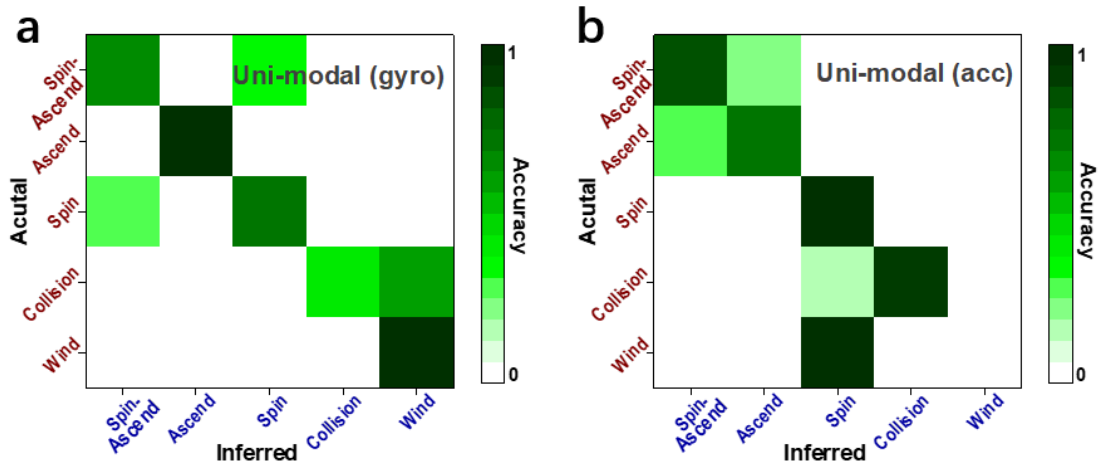 a
Uni-modal (gyro)
Spin-
Ascend
Ascend
Spin
Collision
Wind
Acutal
Spin-
Ascend
Ascend
Spin
Collision
Wind
Inferred
1
0
Accuracy
b
Uni-modal (acc)
Spin-
Ascend
Ascend
Spin
Collision
Wind
Acutal
Spin-
Ascend
Ascend
Spin
Collision
Wind
Inferred
1
0
Accuracy